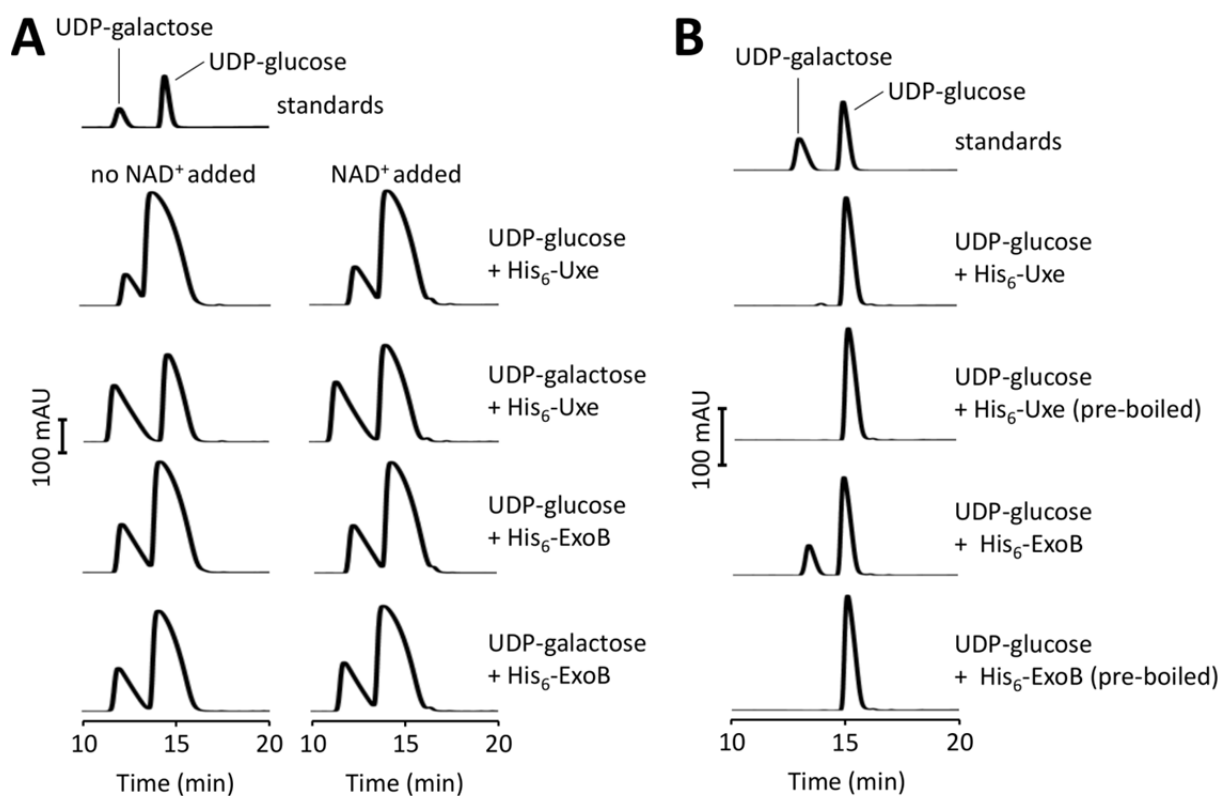 A
UDP-galactose
UDP-glucose
standards
no NAD⁺ added
NAD⁺ added
UDP-glucose
+ His₆-Uxe
UDP-galactose
+ His₆-Uxe
100 mAU
UDP-glucose
+ His₆-ExoB
UDP-galactose
+ His₆-ExoB
10 15 20
10 15 20
Time (min)
Time (min)
B
UDP-galactose
UDP-glucose
standards
UDP-glucose
+ His₆-Uxe
UDP-glucose
+ His₆-Uxe (pre-boiled)
100 mAU
UDP-glucose
+ His₆-ExoB
UDP-glucose
+ His₆-ExoB (pre-boiled)
10 15 20
Time (min)